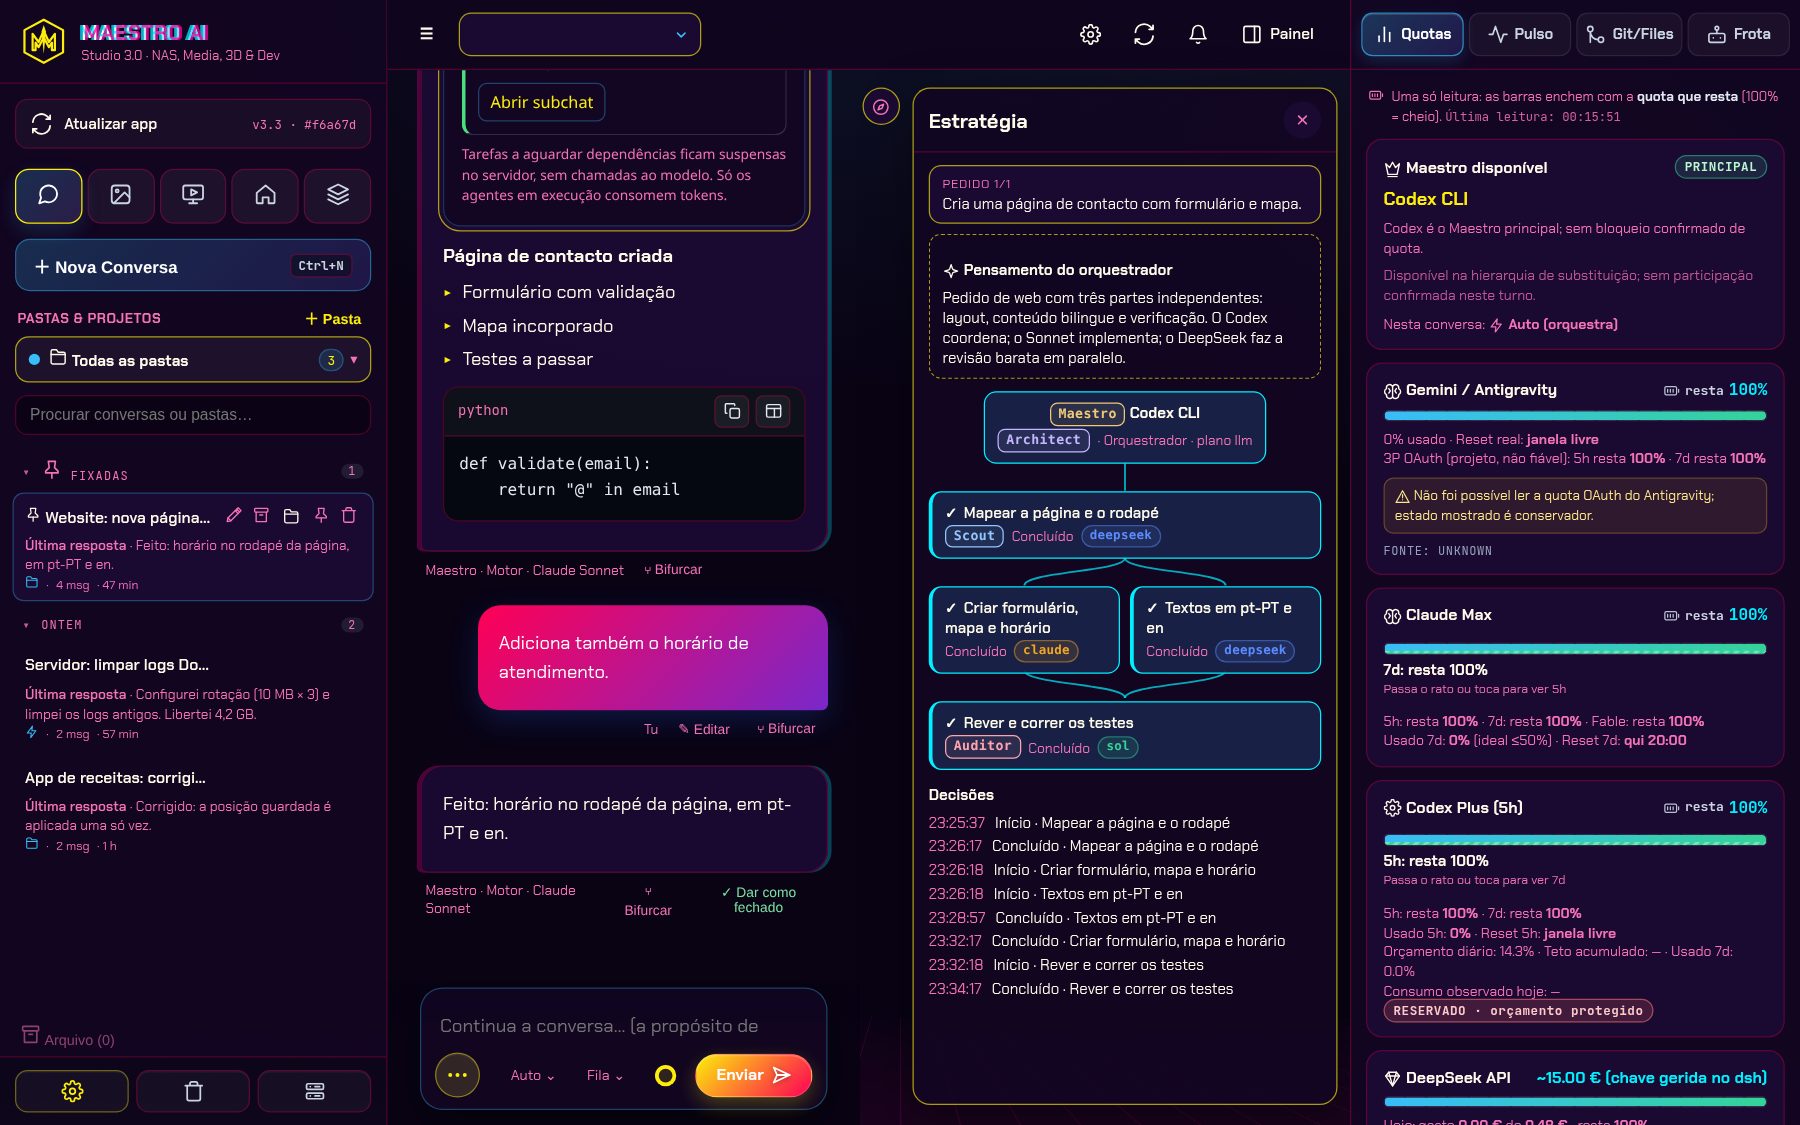 MAESTRO AI
Studio 3.0 · NAS, Media, 3D & Dev
Atualizar app
v3.3 · #f6a67d
+ Nova Conversa
Ctrl+N
PASTAS & PROJETOS
+ Pasta
Todas as pastas
3
Procurar conversas ou pastas…
FIXADAS
1
Website: nova página…
Última resposta · Feito: horário no rodapé da página,
em pt-PT e en.
· 4 msg · 47 min
ONTEM
2
Servidor: limpar logs Do…
Última resposta · Configurei rotação (10 MB × 3) e
limpei os logs antigos. Libertei 4,2 GB.
· 2 msg · 57 min
App de receitas: corrigi…
Última resposta · Corrigido: a posição guardada é
aplicada uma só vez.
· 2 msg · 1 h
Arquivo (0)
Painel
Abrir subchat
Tarefas a aguardar dependências ficam suspensas
no servidor, sem chamadas ao modelo. Só os
agentes em execução consomem tokens.
Página de contacto criada
Formulário com validação
Mapa incorporado
Testes a passar
python
def validate(email):
    return "@" in email
Maestro · Motor · Claude Sonnet
Bifurcar
Adiciona também o horário de
atendimento.
Tu
✎ Editar
Bifurcar
Feito: horário no rodapé da página, em pt-
PT e en.
Maestro · Motor · Claude
Sonnet
Bifurcar
✓ Dar como
fechado
Continua a conversa… (a propósito de
Auto
Fila
Enviar
Estratégia
PEDIDO 1/1
Cria uma página de contacto com formulário e mapa.
Pensamento do orquestrador
Pedido de web com três partes independentes:
layout, conteúdo bilingue e verificação. O Codex
coordena; o Sonnet implementa; o DeepSeek faz a
revisão barata em paralelo.
Maestro Codex CLI
Architect · Orquestrador · plano llm
✓ Mapear a página e o rodapé
Scout Concluído deepseek
✓ Criar formulário,
mapa e horário
Concluído claude
✓ Textos em pt-PT e
en
Concluído deepseek
✓ Rever e correr os testes
Auditor Concluído sol
Decisões
23:25:37 Início · Mapear a página e o rodapé
23:26:17 Concluído · Mapear a página e o rodapé
23:26:18 Início · Criar formulário, mapa e horário
23:26:18 Início · Textos em pt-PT e en
23:28:57 Concluído · Textos em pt-PT e en
23:32:17 Concluído · Criar formulário, mapa e horário
23:32:18 Início · Rever e correr os testes
23:34:17 Concluído · Rever e correr os testes
Quotas
Pulso
Git/Files
Frota
Uma só leitura: as barras enchem com a quota que resta (100%
= cheio). Última leitura: 00:15:51
Maestro disponível
PRINCIPAL
Codex CLI
Codex é o Maestro principal; sem bloqueio confirmado de
quota.
Disponível na hierarquia de substituição; sem participação
confirmada neste turno.
Nesta conversa: Auto (orquestra)
Gemini / Antigravity
resta 100%
0% usado · Reset real: janela livre
3P OAuth (projeto, não fiável): 5h resta 100% · 7d resta 100%
Não foi possível ler a quota OAuth do Antigravity;
estado mostrado é conservador.
FONTE: UNKNOWN
Claude Max
resta 100%
7d: resta 100%
Passa o rato ou toca para ver 5h
5h: resta 100% · 7d: resta 100% · Fable: resta 100%
Usado 7d: 0% (ideal ≤50%) · Reset 7d: qui 20:00
Codex Plus (5h)
resta 100%
5h: resta 100%
Passa o rato ou toca para ver 7d
5h: resta 100% · 7d: resta 100%
Usado 5h: 0% · Reset 5h: janela livre
Orçamento diário: 14.3% · Teto acumulado: — · Usado 7d:
0.0%
Consumo observado hoje: —
RESERVADO · orçamento protegido
DeepSeek API
~15.00 € (chave gerida no dsh)